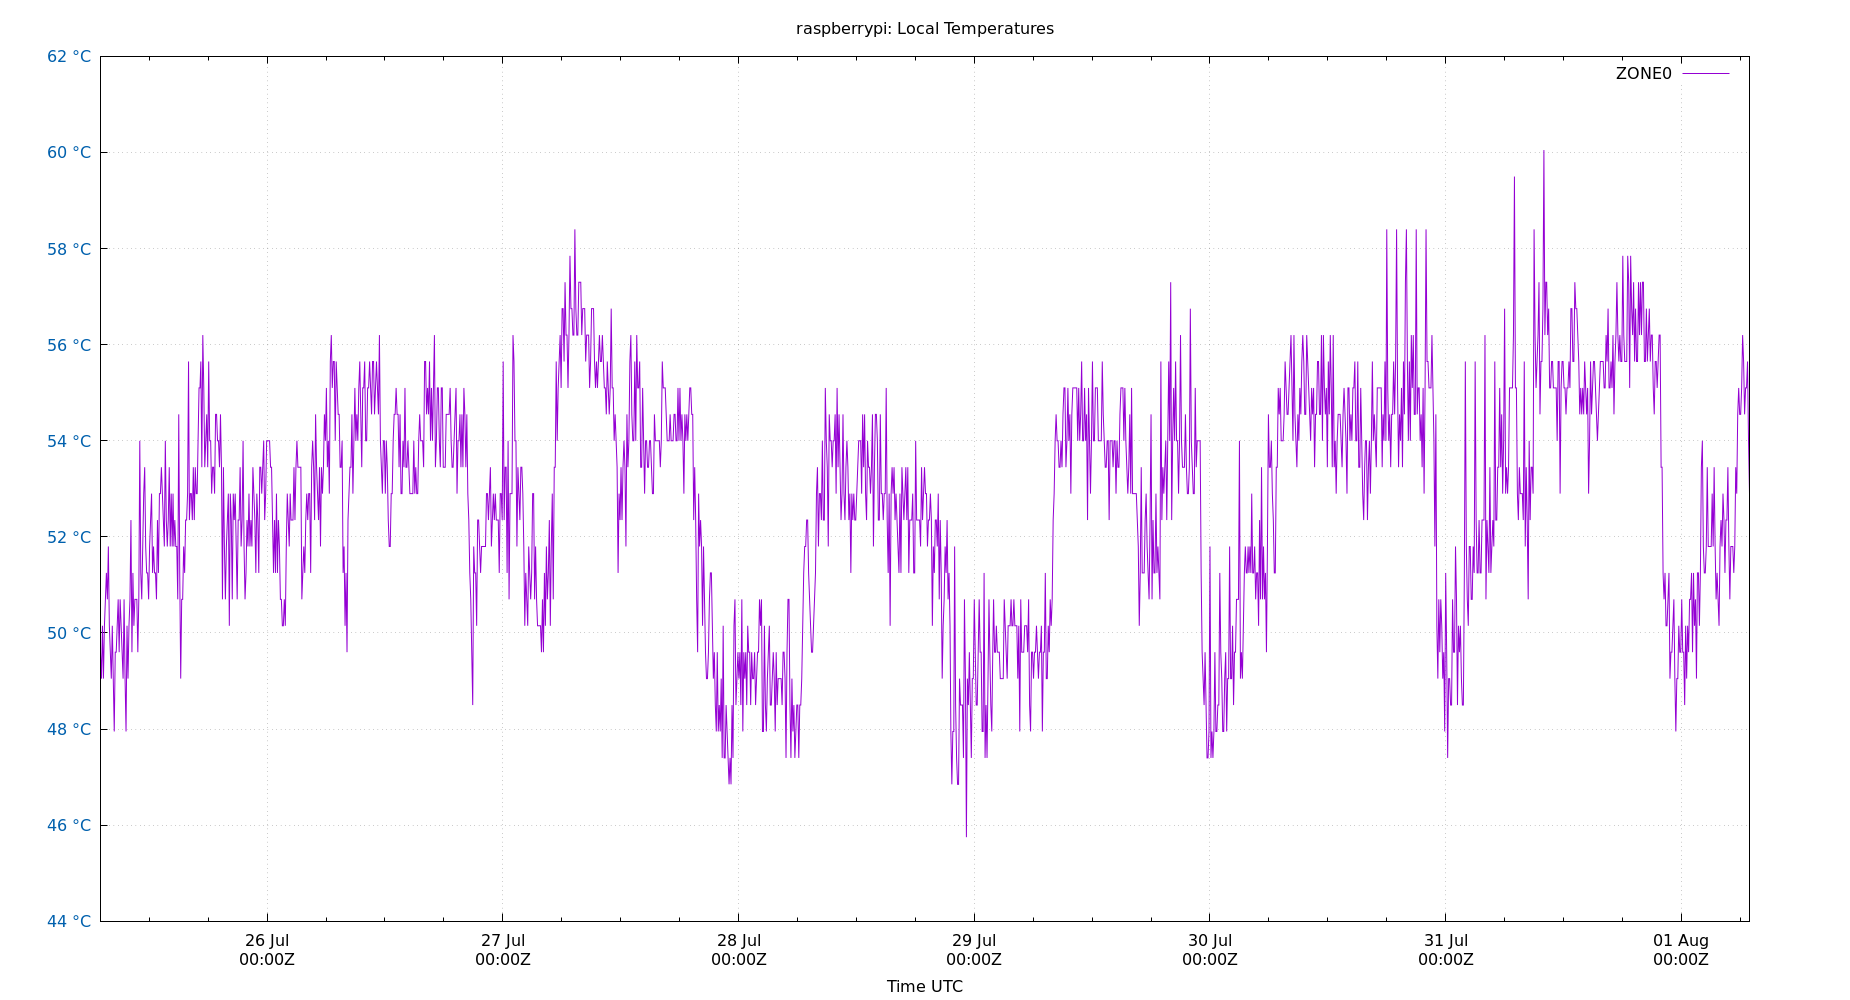 raspberrypi: Local Temperatures
62 °C
ZONE0
60 °C
58 °C
56 °C
54 °C
52 °C
50 °C
48 °C
46 °C
44 °C
26 Jul 27 Jul 28 Jul 29 Jul 30 Jul 31 Jul 01 Aug
00:00Z 00:00Z 00:00Z 00:00Z 00:00Z 00:00Z 00:00Z
Time UTC